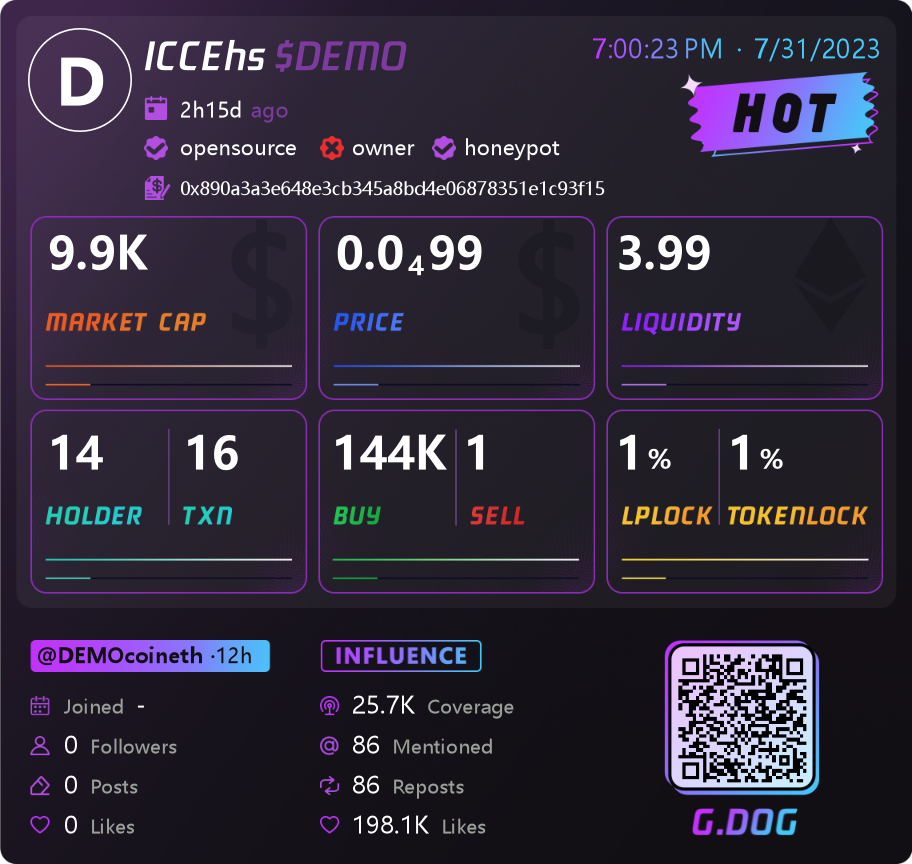 D
ICCEhs $DEMO
7:00:23 PM · 7/31/2023
HOT
2h15d ago
opensource owner honeypot
0x890a3a3e648e3cb345a8bd4e06878351e1c93f15
9.9K
MARKET CAP
0.0₄99
PRICE
3.99
LIQUIDITY
14 16
HOLDER TXN
144K 1
BUY SELL
1 % 1 %
LPLOCK TOKENLOCK
@DEMOcoineth ·12h
Joined -
0 Followers
0 Posts
0 Likes
INFLUENCE
25.7K Coverage
86 Mentioned
86 Reposts
198.1K Likes
G.DOG